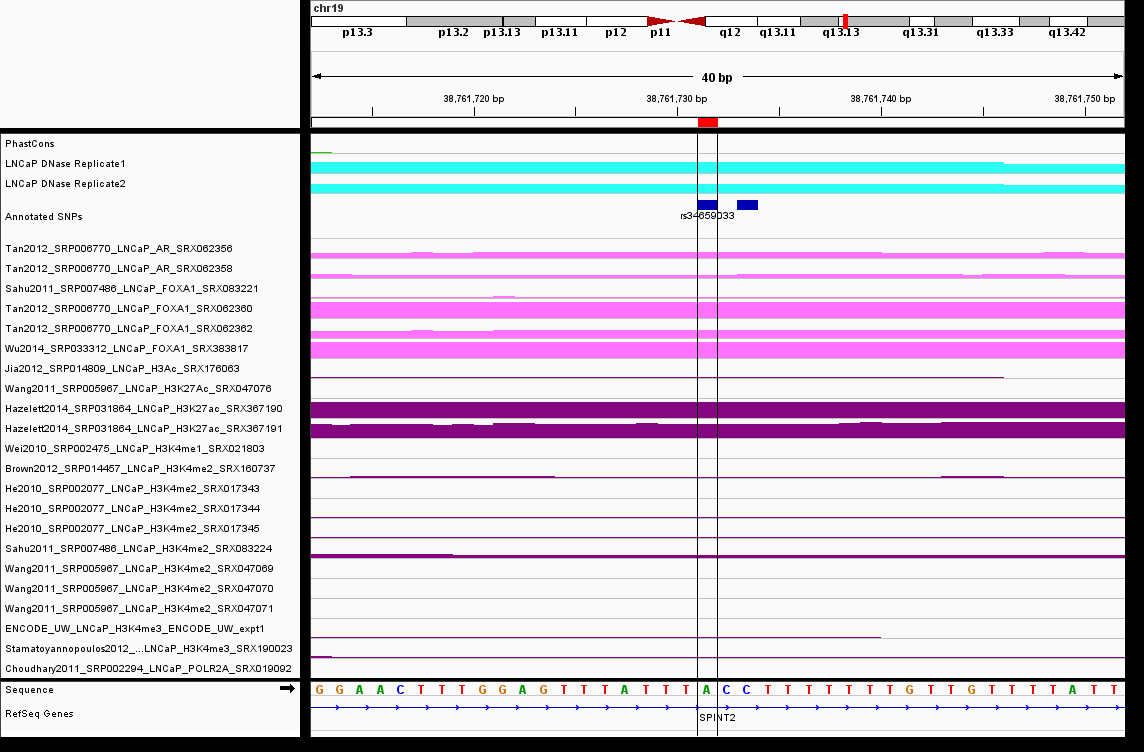 chr19
p13.3 p13.2 p13.13 p13.11 p12 p11 q12 q13.11 q13.13 q13.31 q13.33 q13.42
40 bp
38,761,720 bp 38,761,730 bp 38,761,740 bp 38,761,750 bp
PhastCons
LNCaP DNase Replicate1
LNCaP DNase Replicate2
Annotated SNPs
rs34659033
Tan2012_SRP006770_LNCaP_AR_SRX062356
Tan2012_SRP006770_LNCaP_AR_SRX062358
Sahu2011_SRP007486_LNCaP_FOXA1_SRX083221
Tan2012_SRP006770_LNCaP_FOXA1_SRX062360
Tan2012_SRP006770_LNCaP_FOXA1_SRX062362
Wu2014_SRP033312_LNCaP_FOXA1_SRX383817
Jia2012_SRP014809_LNCaP_H3Ac_SRX176063
Wang2011_SRP005967_LNCaP_H3K27Ac_SRX047076
Hazelett2014_SRP031864_LNCaP_H3K27ac_SRX367190
Hazelett2014_SRP031864_LNCaP_H3K27ac_SRX367191
Wei2010_SRP002475_LNCaP_H3K4me1_SRX021803
Brown2012_SRP014457_LNCaP_H3K4me2_SRX160737
He2010_SRP002077_LNCaP_H3K4me2_SRX017343
He2010_SRP002077_LNCaP_H3K4me2_SRX017344
He2010_SRP002077_LNCaP_H3K4me2_SRX017345
Sahu2011_SRP007486_LNCaP_H3K4me2_SRX083224
Wang2011_SRP005967_LNCaP_H3K4me2_SRX047069
Wang2011_SRP005967_LNCaP_H3K4me2_SRX047070
Wang2011_SRP005967_LNCaP_H3K4me2_SRX047071
ENCODE_UW_LNCaP_H3K4me3_ENCODE_UW_expt1
Stamatoyannopoulos2012_...LNCaP_H3K4me3_SRX190023
Choudhary2011_SRP002294_LNCaP_POLR2A_SRX019092
Sequence G G A A C T T T G G A G T T T A T T T A C C T T T T T T T G T T G T T T T A T T
RefSeq Genes
SPINT2